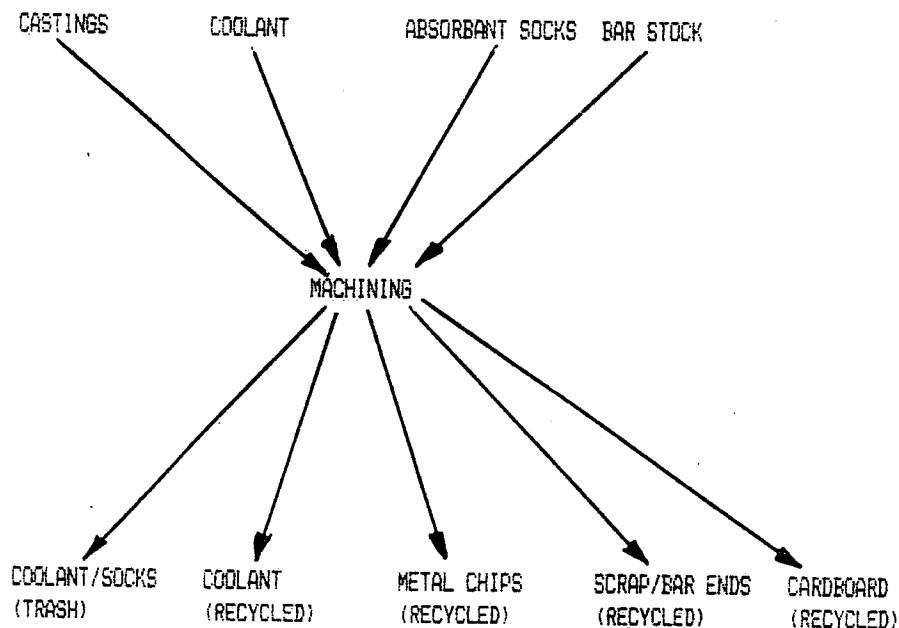 CASTINGS
COOLANT
ABSORBANT SOCKS
BAR STOCK
MACHINING
COOLANT/SOCKS
(TRASH)
COOLANT
(RECYCLED)
METAL CHIPS
(RECYCLED)
SCRAP/BAR ENDS
(RECYCLED)
CARDBOARD
(RECYCLED)